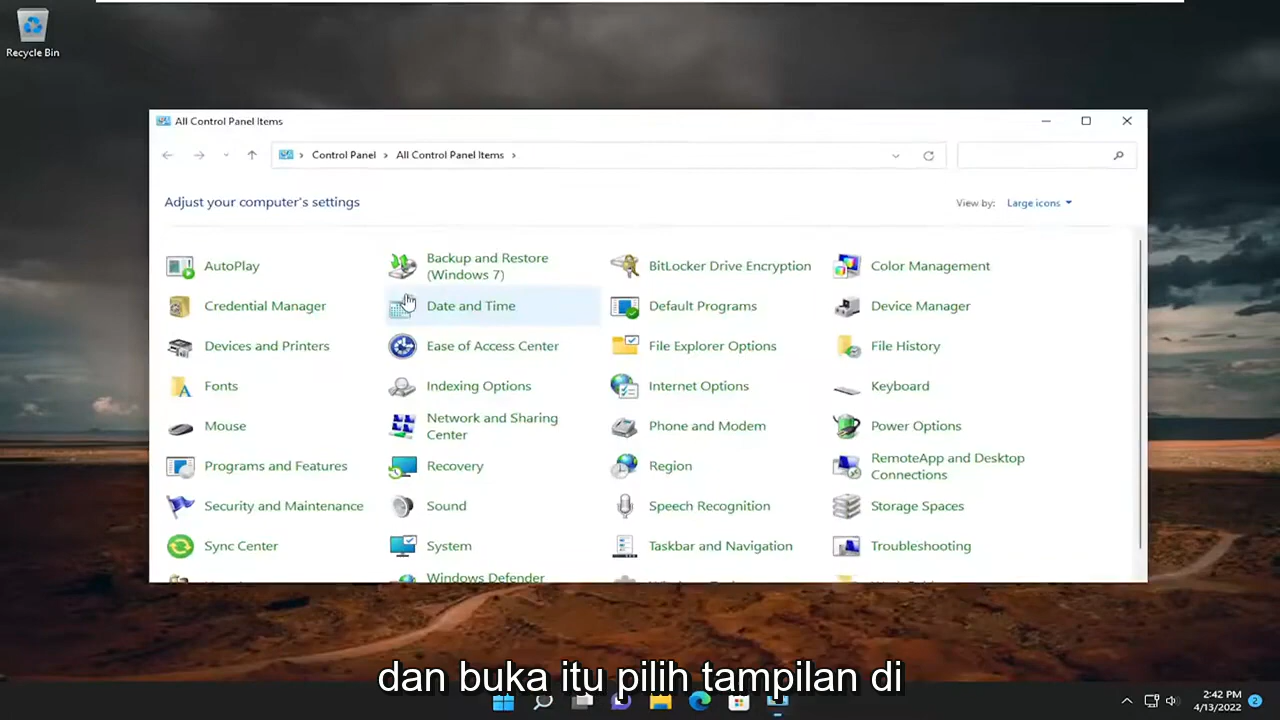 Recycle Bin
All Control Panel Items
Control Panel
All Control Panel Items
Adjust your computer's settings
View by:
Large icons
AutoPlay
Backup and Restore
(Windows 7)
BitLocker Drive Encryption
Color Management
Credential Manager
Date and Time
Default Programs
Device Manager
Devices and Printers
Ease of Access Center
File Explorer Options
File History
Fonts
Indexing Options
Internet Options
Keyboard
Mouse
Network and Sharing
Center
Phone and Modem
Power Options
Programs and Features
Recovery
Region
RemoteApp and Desktop
Connections
Security and Maintenance
Sound
Speech Recognition
Storage Spaces
Sync Center
System
Taskbar and Navigation
Troubleshooting
Windows Defender
dan buka itu pilih tampilan di
2:42 PM
4/13/2022
2